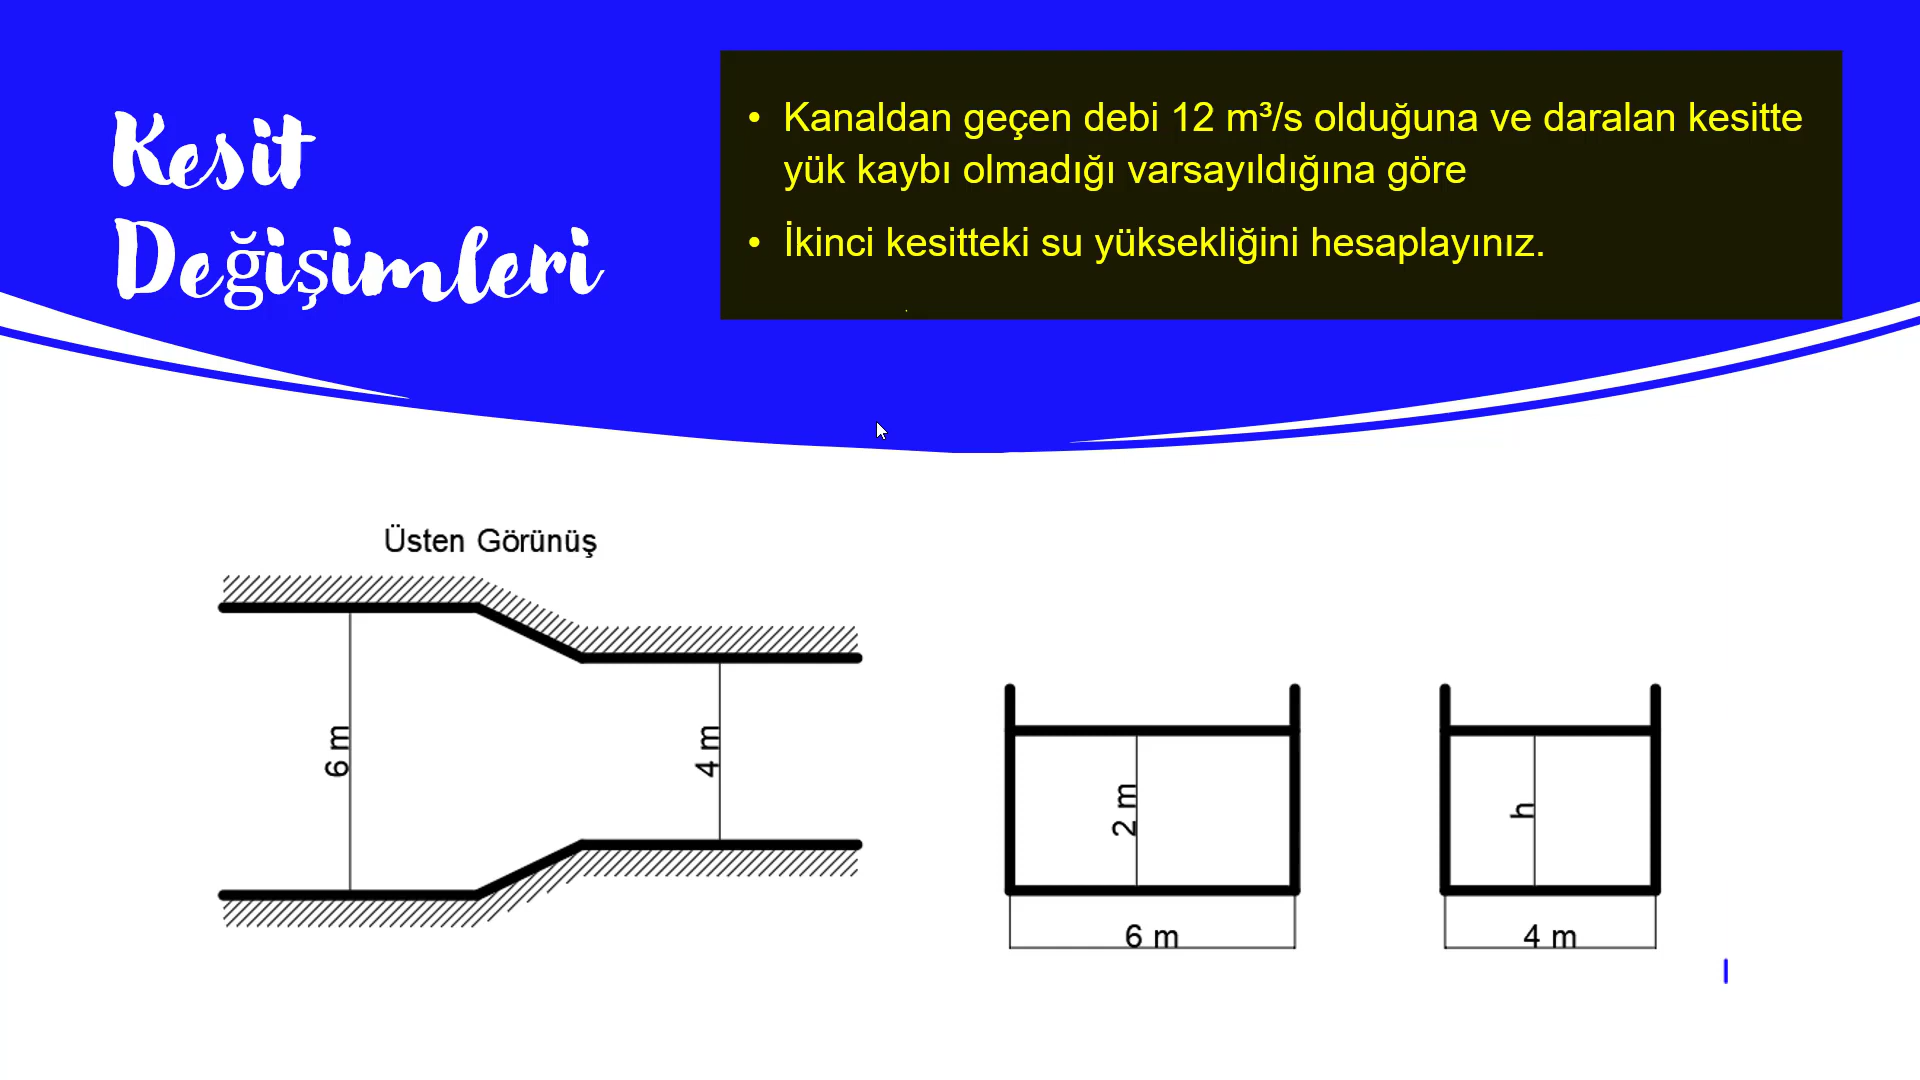 Kesit
Değişimleri
• Kanaldan geçen debi 12 m³/s olduğuna ve daralan kesitte
yük kaybı olmadığı varsayıldığına göre
• İkinci kesitteki su yüksekliğini hesaplayınız.
Üsten Görünüş
6 m
4 m
2 m
h
6 m
4 m